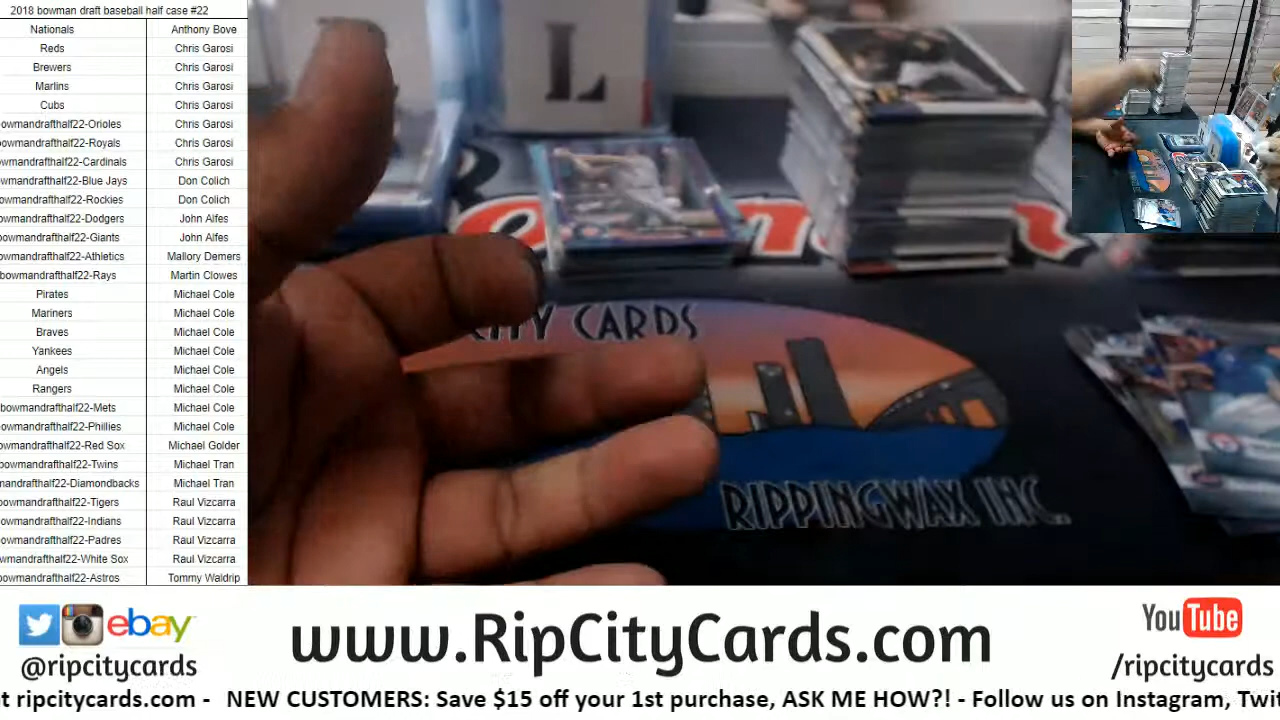 2018 bowman draft baseball half case #22
Nationals Anthony Bove
Reds Chris Garosi
Brewers Chris Garosi
Marlins Chris Garosi
Cubs Chris Garosi
owmandrafthalf22-Orioles Chris Garosi
owmandrafthalf22-Royals Chris Garosi
owmandrafthalf22-Cardinals Chris Garosi
wmandrafthalf22-Blue Jays Don Colich
owmandrafthalf22-Rockies Don Colich
owmandrafthalf22-Dodgers John Alfes
owmandrafthalf22-Giants John Alfes
owmandrafthalf22-Athletics Mallory Demers
bowmandrafthalf22-Rays Martin Clowes
Pirates Michael Cole
Mariners Michael Cole
Braves Michael Cole
Yankees Michael Cole
Angels Michael Cole
Rangers Michael Cole
bowmandrafthalf22-Mets Michael Cole
owmandrafthalf22-Phillies Michael Cole
owmandrafthalf22-Red Sox Michael Golder
owmandrafthalf22-Twins Michael Tran
mandrafthalf22-Diamondbacks Michael Tran
owmandrafthalf22-Tigers Raul Vizcarra
owmandrafthalf22-Indians Raul Vizcarra
owmandrafthalf22-Padres Raul Vizcarra
wmandrafthalf22-White Sox Raul Vizcarra
owmandrafthalf22-Astros Tommy Waldrip
L
CITY CARDS
RIPPINGWAX INC.
ebay
@ripcitycards
www.RipCityCards.com
YouTube
/ripcitycards
t ripcitycards.com - NEW CUSTOMERS: Save $15 off your 1st purchase, ASK ME HOW?! - Follow us on Instagram, Twit